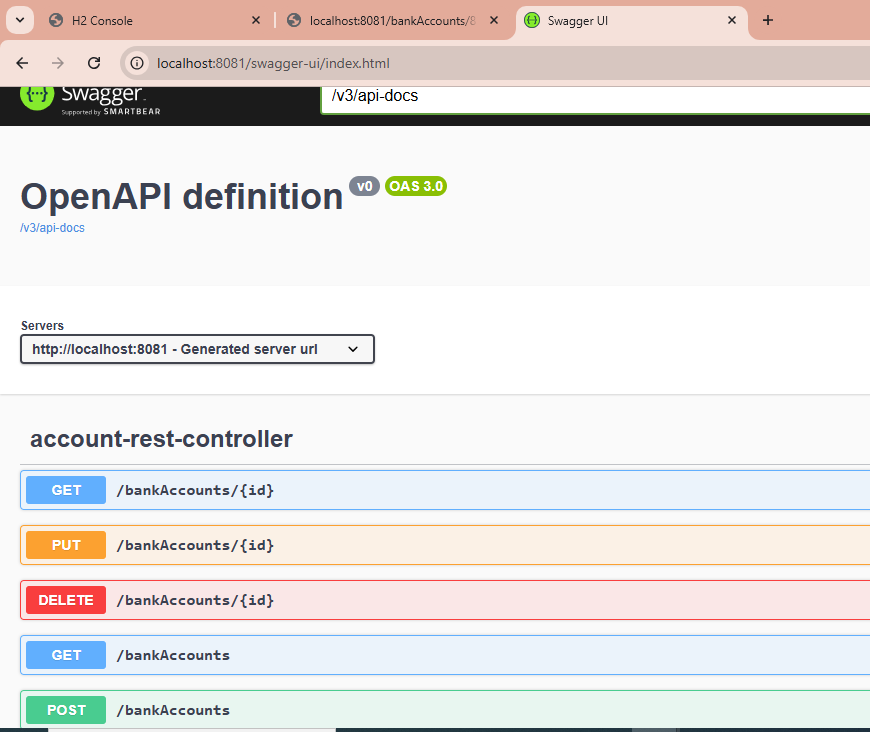 H2 Console
localhost:8081/bankAccounts/8
Swagger UI
localhost:8081/swagger-ui/index.html
Swagger
Supported by SMARTBEAR
/v3/api-docs
OpenAPI definition v0 OAS 3.0
/v3/api-docs
Servers
http://localhost:8081 - Generated server url
account-rest-controller
GET /bankAccounts/{id}
PUT /bankAccounts/{id}
DELETE /bankAccounts/{id}
GET /bankAccounts
POST /bankAccounts